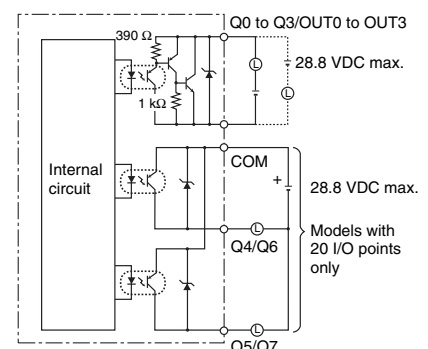 Q0 to Q3/OUT0 to OUT3
390 Ω
L
28.8 VDC max.
L
1 kΩ
COM
Internal
circuit
+
28.8 VDC max.
L
Q4/Q6
Models with
20 I/O points
only
L
Q5/Q7